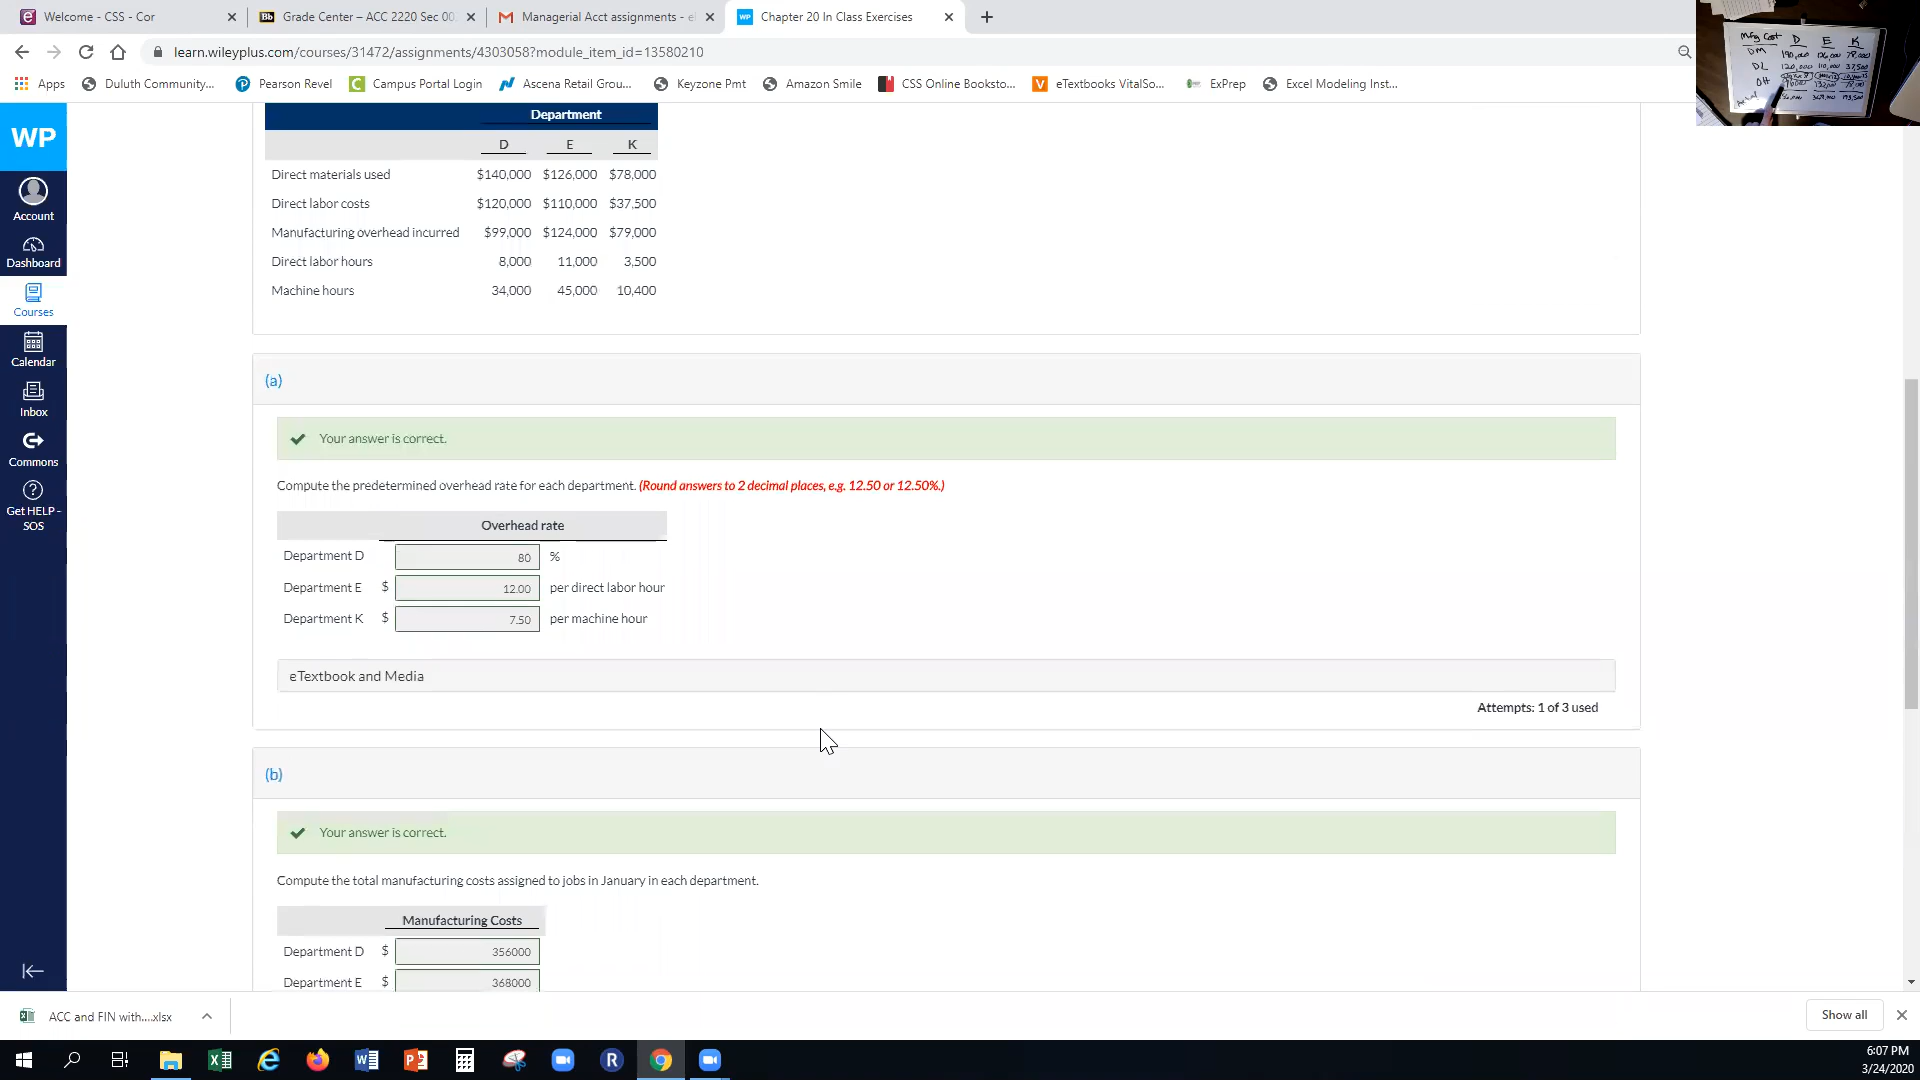 Welcome - CSS - Cor
Grade Center – ACC 2220 Sec 00
Managerial Acct assignments - e
Chapter 20 In Class Exercises
learn.wileyplus.com/courses/31472/assignments/4303058?module_item_id=13580210
Apps
Duluth Community...
Pearson Revel
Campus Portal Login
Ascena Retail Grou...
Keyzone Pmt
Amazon Smile
CSS Online Booksto...
eTextbooks VitalSo...
ExPrep
Excel Modeling Inst...
Mfg Cost D E K
DM
DL
OH
WP
Account
Dashboard
Courses
Calendar
Inbox
Commons
Get HELP - SOS
Department
D E K
Direct materials used $140,000 $126,000 $78,000
Direct labor costs $120,000 $110,000 $37,500
Manufacturing overhead incurred $99,000 $124,000 $79,000
Direct labor hours 8,000 11,000 3,500
Machine hours 34,000 45,000 10,400
(a)
Your answer is correct.
Compute the predetermined overhead rate for each department. (Round answers to 2 decimal places, e.g. 12.50 or 12.50%.)
Overhead rate
Department D 80 %
Department E $ 12.00 per direct labor hour
Department K $ 7.50 per machine hour
eTextbook and Media
Attempts: 1 of 3 used
(b)
Your answer is correct.
Compute the total manufacturing costs assigned to jobs in January in each department.
Manufacturing Costs
Department D $ 356000
Department E $ 368000
ACC and FIN with....xlsx
Show all
6:07 PM
3/24/2020